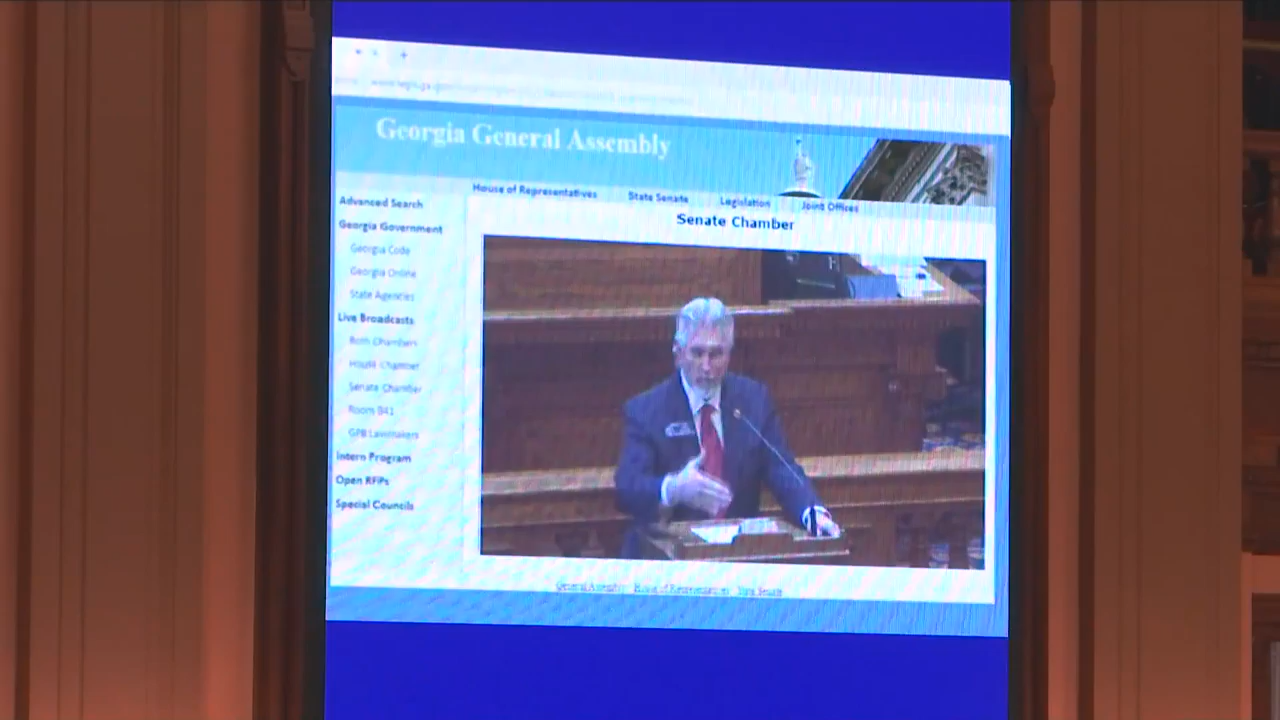 Georgia General Assembly
House of Representatives State Senate Legislation Joint Offices
Senate Chamber
Advanced Search
Georgia Government
Georgia Code
Georgia Online
State Agencies
Live Broadcasts
Both Chambers
House Chamber
Senate Chamber
Room 341
GPB Lawmakers
Intern Program
Open RFPs
Special Councils
General Assembly House of Representatives